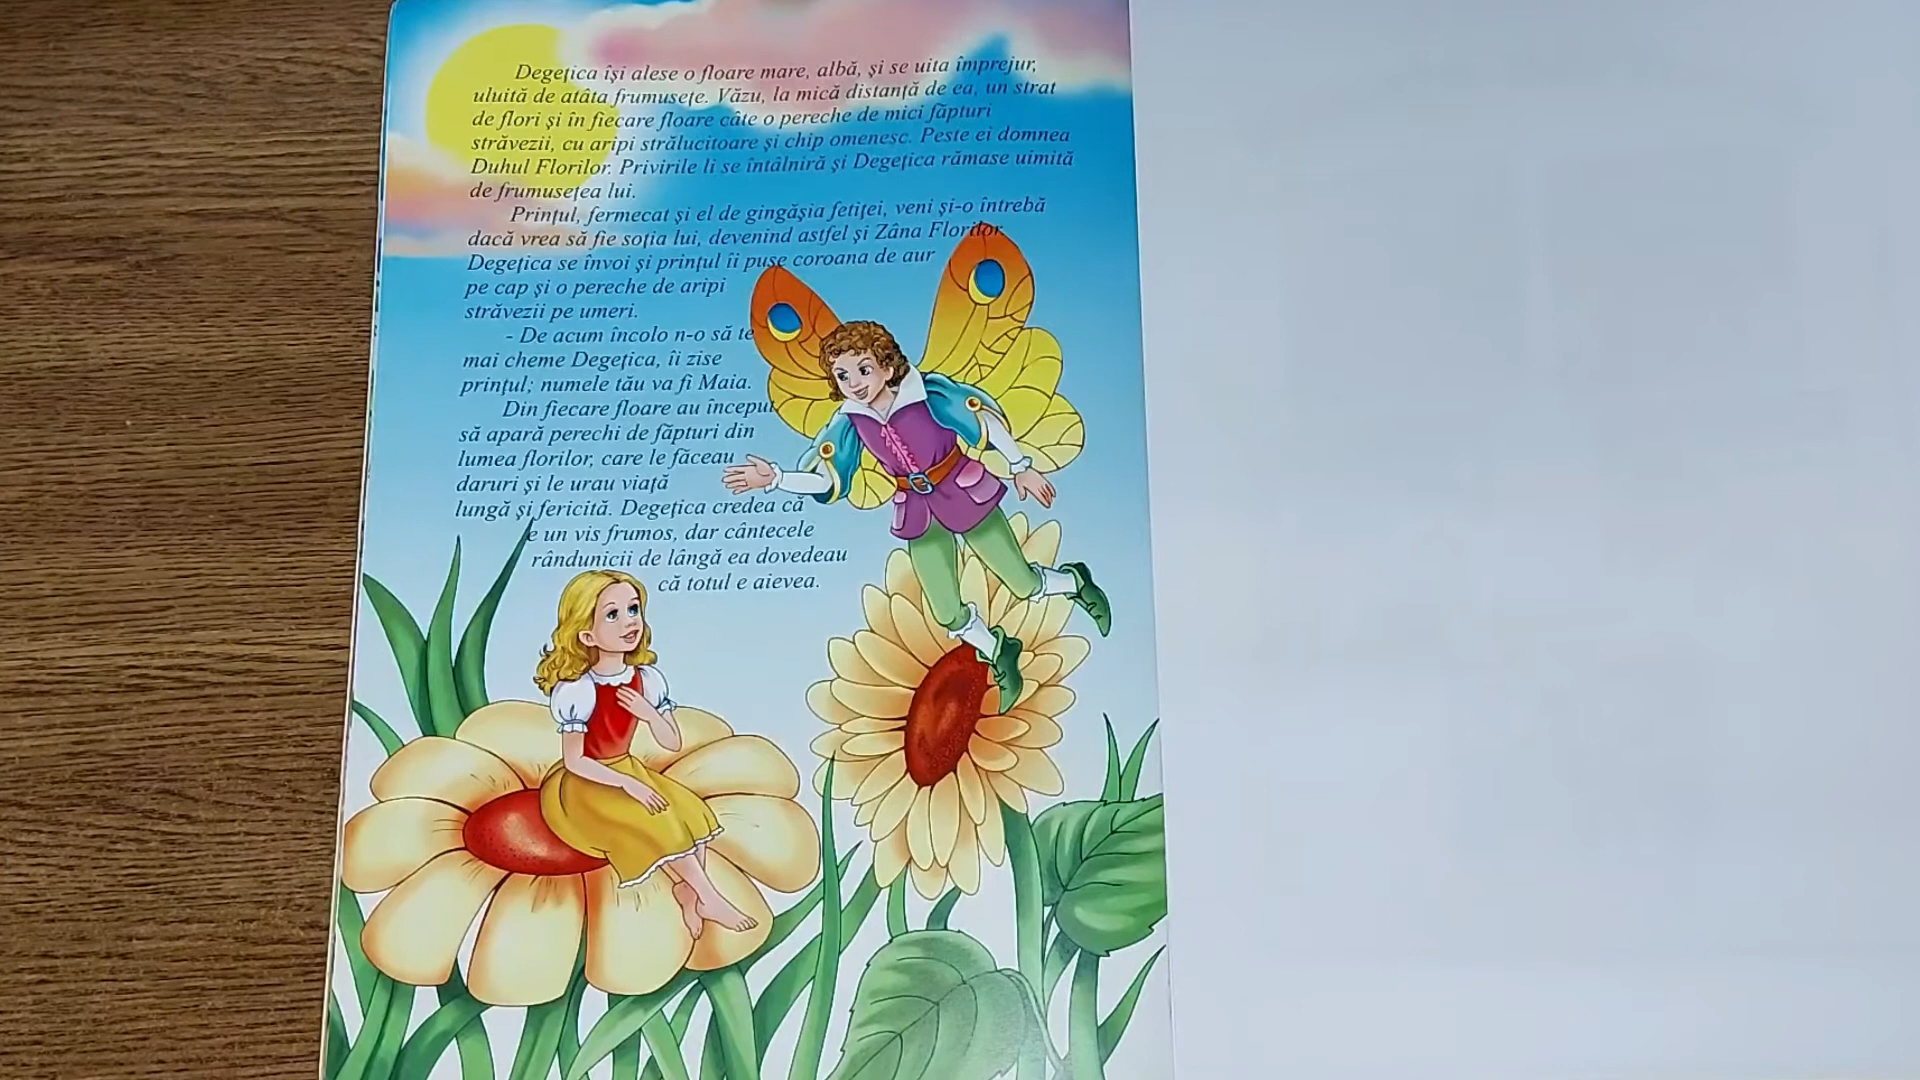 Degețica își alese o floare mare, albă, și se uita împrejur,
uluită de atâta frumusețe. Văzu, la mică distanță de ea, un strat
de flori și în fiecare floare câte o pereche de mici făpturi
străvezii, cu aripi strălucitoare și chip omenesc. Peste ei domnea
Duhul Florilor. Privirile li se întâlniră și Degețica rămase uimită
de frumusețea lui.
Prințul, fermecat și el de gingășia fetiței, veni și-o întrebă
dacă vrea să fie soția lui, devenind astfel și Zâna Florilor.
Degețica se învoi și prințul îi puse coroana de aur
pe cap și o pereche de aripi
străvezii pe umeri.
- De acum încolo n-o să te
mai cheme Degețica, îi zise
prințul; numele tău va fi Maia.
Din fiecare floare au început
să apară perechi de făpturi din
lumea florilor, care le făceau
daruri și le urau viață
lungă și fericită. Degețica credea că
e un vis frumos, dar cântecele
rândunicii de lângă ea dovedeau
că totul e aievea.